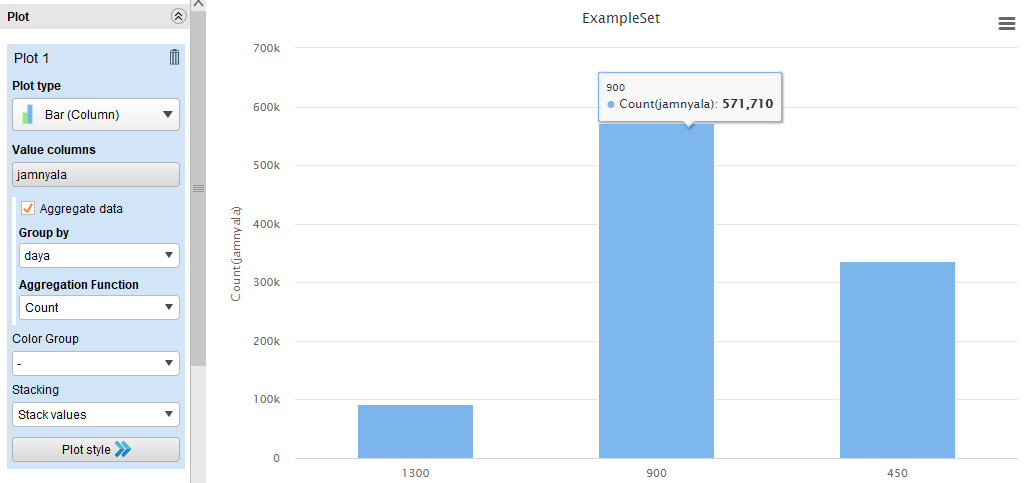 Plot
Plot 1
Plot type
Bar (Column)
Value columns
jamnyala
Aggregate data
Group by
daya
Aggregation Function
Count
Color Group
-
Stacking
Stack values
Plot style
ExampleSet
Count(jamnyala)
700k
600k
500k
400k
300k
200k
100k
0
900
Count(jamnyala): 571,710
1300
900
450